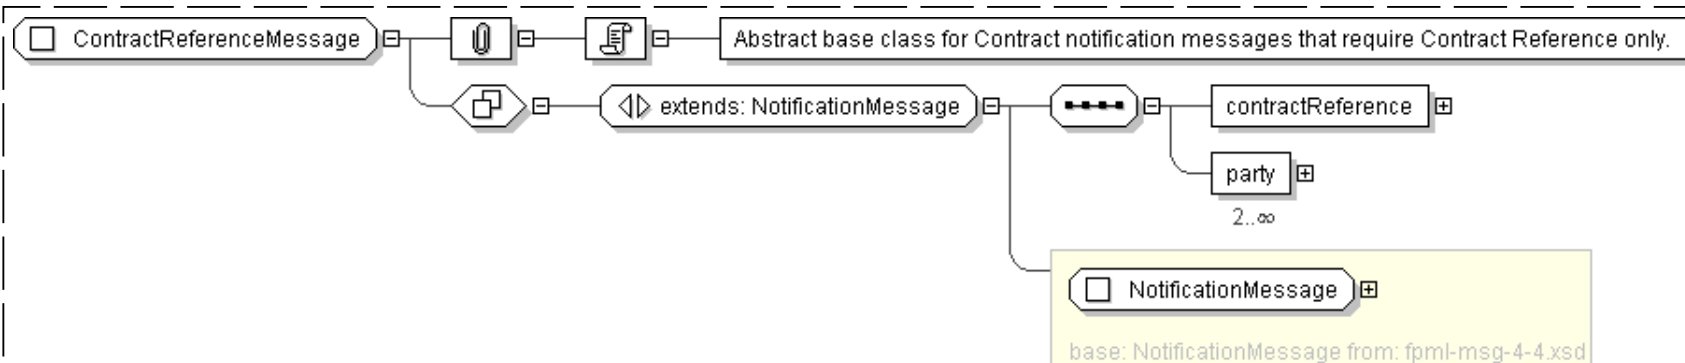 ContractReferenceMessage
Abstract base class for Contract notification messages that require Contract Reference only.
extends: NotificationMessage
contractReference
party
2..∞
NotificationMessage
base: NotificationMessage from: fpml-msg-4-4.xsd